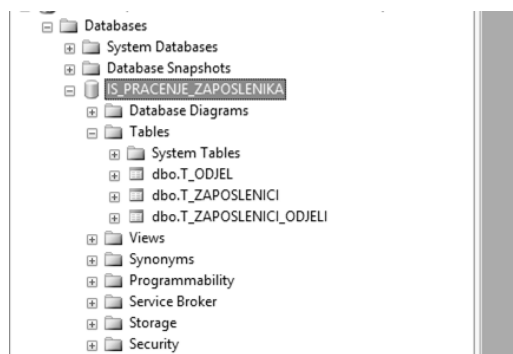 Databases
System Databases
Database Snapshots
IS_PRACENJE_ZAPOSLENIKA
Database Diagrams
Tables
System Tables
dbo.T_ODJEL
dbo.T_ZAPOSLENICI
dbo.T_ZAPOSLENICI_ODJELI
Views
Synonyms
Programmability
Service Broker
Storage
Security